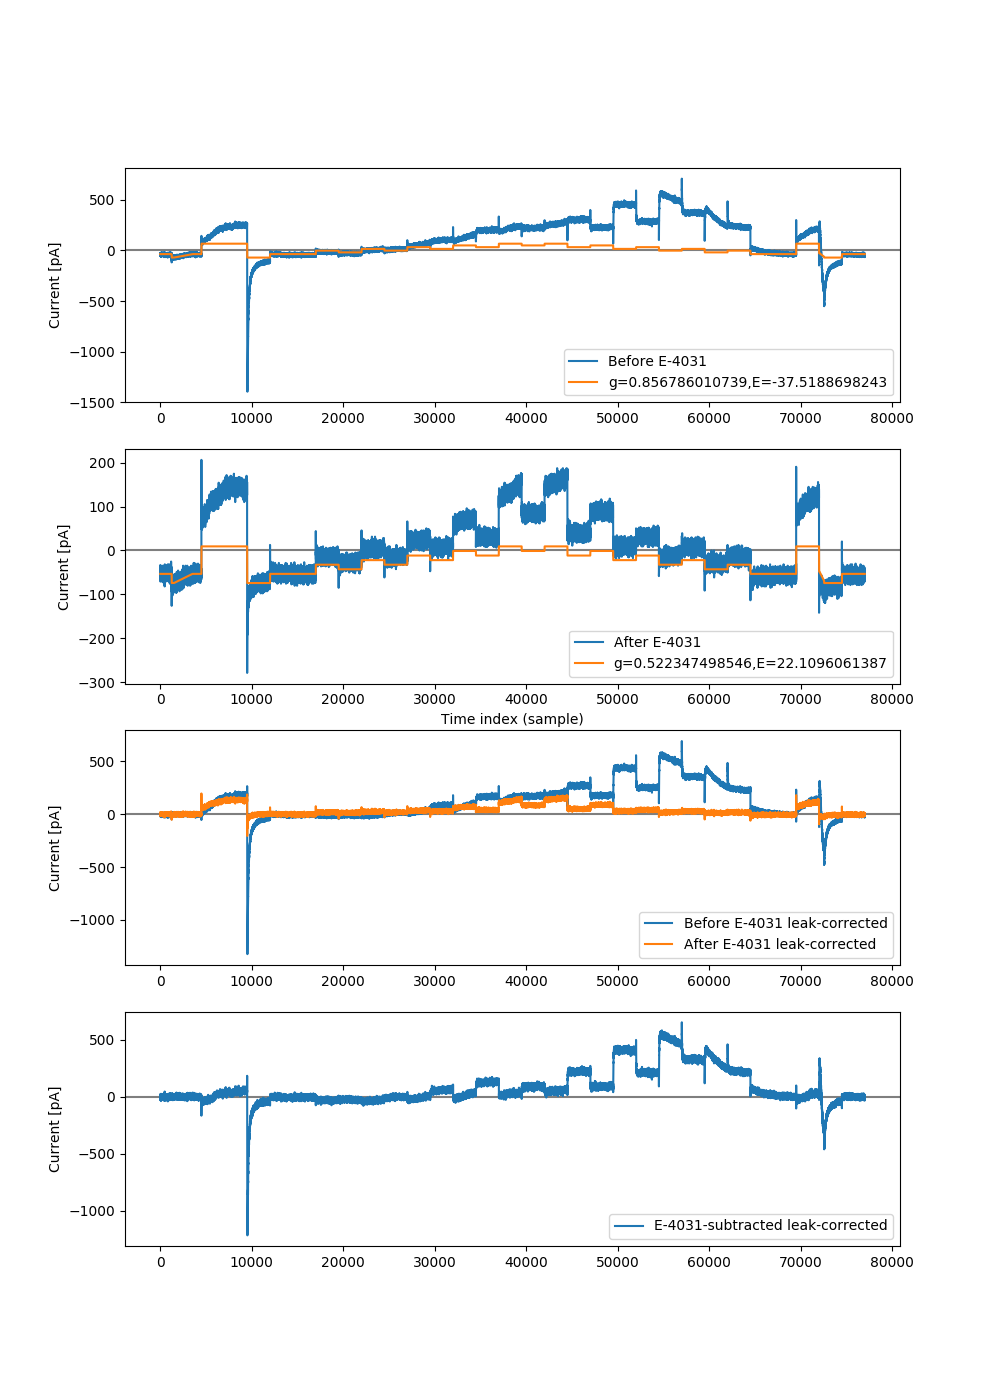 Current [pA]
500
0
−500
−1000
−1500
Before E-4031
g=0.856786010739,E=-37.5188698243
0 10000 20000 30000 40000 50000 60000 70000 80000
Current [pA]
200
100
0
−100
−200
−300
After E-4031
g=0.522347498546,E=22.1096061387
0 10000 20000 30000 40000 50000 60000 70000 80000
Time index (sample)
Current [pA]
500
0
−500
−1000
Before E-4031 leak-corrected
After E-4031 leak-corrected
0 10000 20000 30000 40000 50000 60000 70000 80000
Current [pA]
500
0
−500
−1000
E-4031-subtracted leak-corrected
0 10000 20000 30000 40000 50000 60000 70000 80000